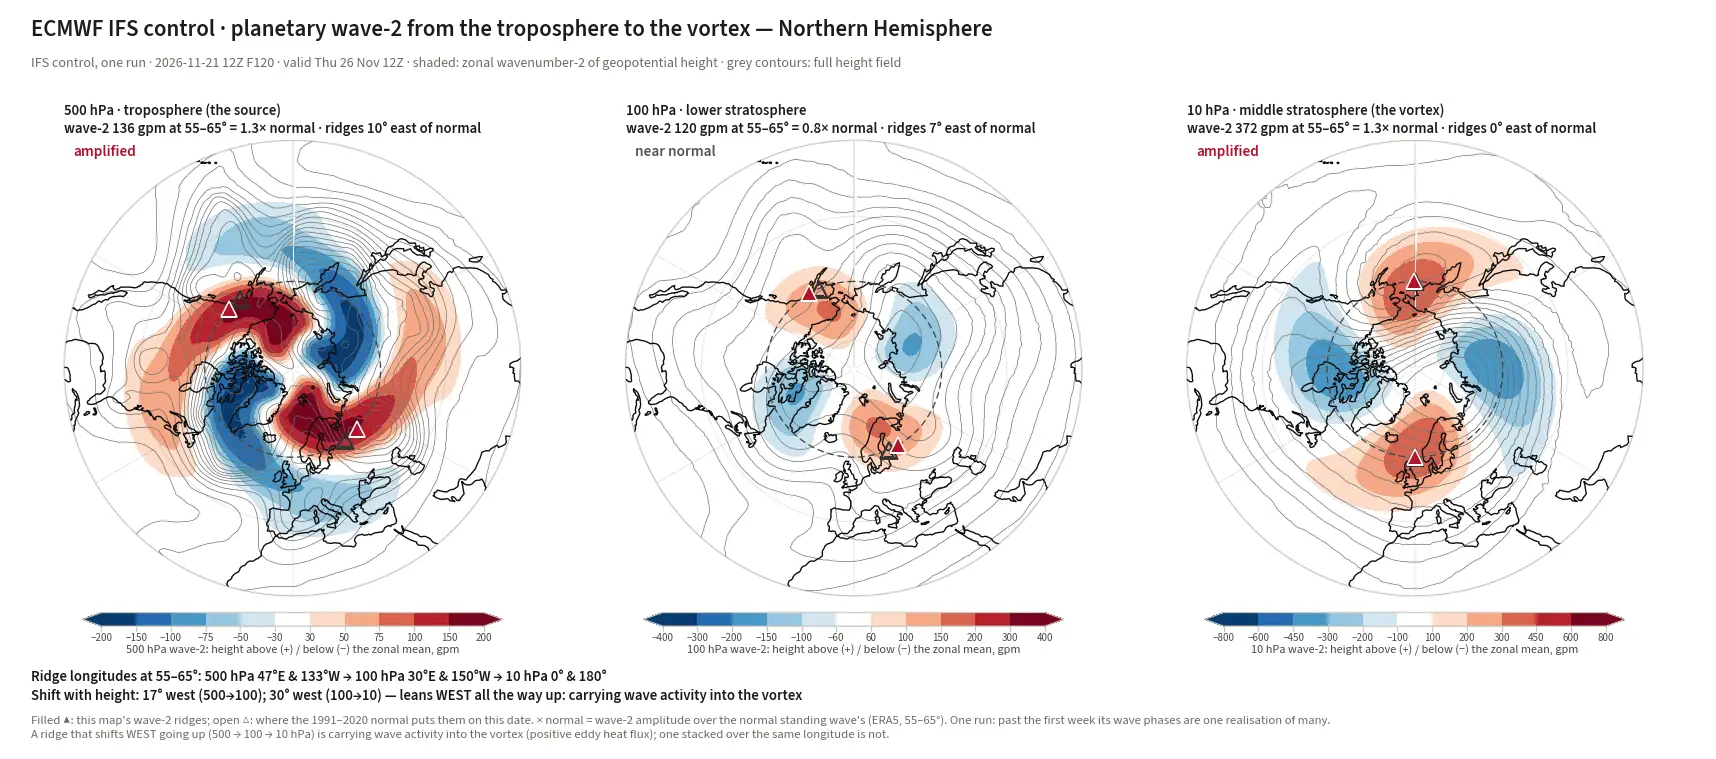 ECMWF IFS control · planetary wave-2 from the troposphere to the vortex — Northern Hemisphere
IFS control, one run · 2026-11-21 12Z F120 · valid Thu 26 Nov 12Z · shaded: zonal wavenumber-2 of geopotential height · grey contours: full height field
500 hPa · troposphere (the source)
wave-2 136 gpm at 55–65° = 1.3× normal · ridges 10° east of normal
amplified
100 hPa · lower stratosphere
wave-2 120 gpm at 55–65° = 0.8× normal · ridges 7° east of normal
near normal
10 hPa · middle stratosphere (the vortex)
wave-2 372 gpm at 55–65° = 1.3× normal · ridges 0° east of normal
amplified
−200 −150 −100 −75 −50 −30 30 50 75 100 150 200
500 hPa wave-2: height above (+) / below (−) the zonal mean, gpm
−400 −300 −200 −150 −100 −60 60 100 150 200 300 400
100 hPa wave-2: height above (+) / below (−) the zonal mean, gpm
−800 −600 −450 −300 −200 −100 100 200 300 450 600 800
10 hPa wave-2: height above (+) / below (−) the zonal mean, gpm
Ridge longitudes at 55–65°: 500 hPa 47°E & 133°W → 100 hPa 30°E & 150°W → 10 hPa 0° & 180°
Shift with height: 17° west (500→100); 30° west (100→10) — leans WEST all the way up: carrying wave activity into the vortex
Filled ▲: this map's wave-2 ridges; open △: where the 1991–2020 normal puts them on this date. × normal = wave-2 amplitude over the normal standing wave's (ERA5, 55–65°). One run: past the first week its wave phases are one realisation of many.
A ridge that shifts WEST going up (500 → 100 → 10 hPa) is carrying wave activity into the vortex (positive eddy heat flux); one stacked over the same longitude is not.